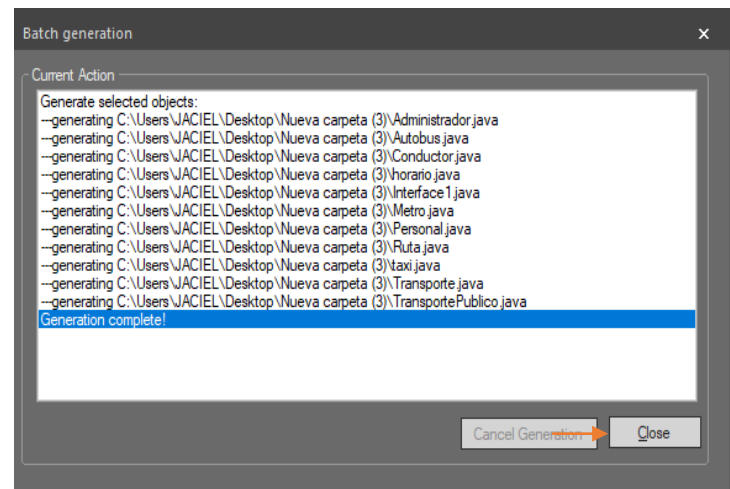 Batch generation
Current Action
Generate selected objects:
---generating C:\Users\JACIEL\Desktop\Nueva carpeta (3)\Administrador.java
---generating C:\Users\JACIEL\Desktop\Nueva carpeta (3)\Autobus.java
---generating C:\Users\JACIEL\Desktop\Nueva carpeta (3)\Conductor.java
---generating C:\Users\JACIEL\Desktop\Nueva carpeta (3)\horario.java
---generating C:\Users\JACIEL\Desktop\Nueva carpeta (3)\Interface1.java
---generating C:\Users\JACIEL\Desktop\Nueva carpeta (3)\Metro.java
---generating C:\Users\JACIEL\Desktop\Nueva carpeta (3)\Personal.java
---generating C:\Users\JACIEL\Desktop\Nueva carpeta (3)\Ruta.java
---generating C:\Users\JACIEL\Desktop\Nueva carpeta (3)\taxi.java
---generating C:\Users\JACIEL\Desktop\Nueva carpeta (3)\Transporte.java
---generating C:\Users\JACIEL\Desktop\Nueva carpeta (3)\TransportePublico.java
Generation complete!
Cancel Generation Close